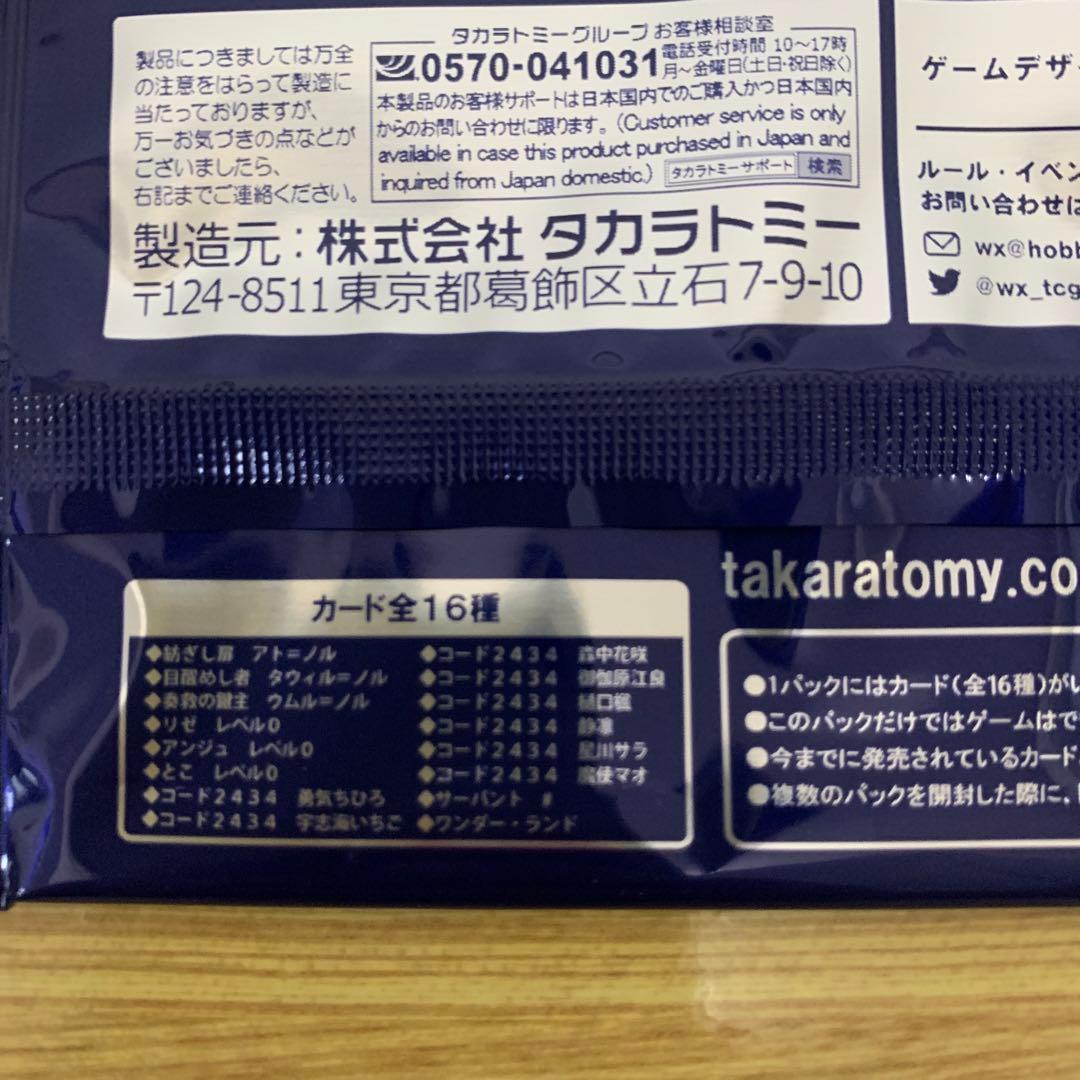 製品につきましては万全
の注意をはらって製造に
当たっておりますが、
万一お気づきの点などが
ございましたら、
右記までご連絡ください。
タカラトミーグループ お客様相談室
0570-041031 電話受付時間 10〜17時
月〜金曜日(土日・祝日除く)
本製品のお客様サポートは日本国内でのご購入かつ日本国内
からのお問い合わせに限ります。(Customer service is only
available in case this product purchased in Japan and
inquired from Japan domestic.) タカラトミーサポート 検索
製造元:株式会社 タカラトミー
〒124-8511 東京都葛飾区立石7-9-10
ゲームデザ
ルール・イベン
お問い合わせは
wx@hobb
@wx_tcg
takaratomy.co
カード全16種
◆紡ぎし扉 アト=ノル
◆目醒めし者 タウィル=ノル
◆奏救の鍵主 ウムル=ノル
◆リゼ レベル0
◆アンジュ レベル0
◆とこ レベル0
◆コード2434 勇気ちひろ
◆コード2434 宇志海いちご
◆コード2434 森中花咲
◆コード2434 御伽原江良
◆コード2434 樋口楓
◆コード2434 静凛
◆コード2434 星川サラ
◆コード2434 魔使マオ
◆サーバント #
◆ワンダー・ランド
●1パックにはカード(全16種)がい
●このパックだけではゲームはで
●今までに発売されているカード
●複数のパックを開封した際に、